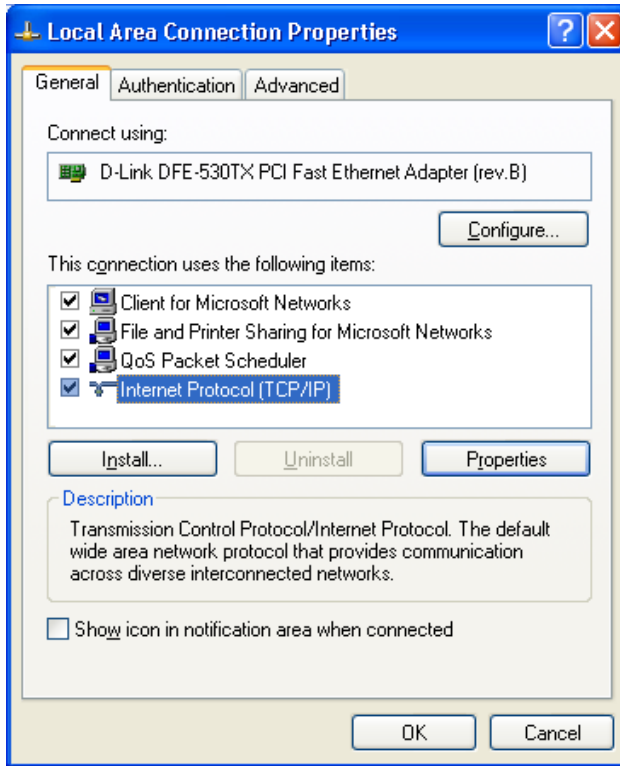 Local Area Connection Properties
General Authentication Advanced
Connect using:
D-Link DFE-530TX PCI Fast Ethernet Adapter (rev.B)
Configure...
This connection uses the following items:
Client for Microsoft Networks
File and Printer Sharing for Microsoft Networks
QoS Packet Scheduler
Internet Protocol (TCP/IP)
Install... Uninstall Properties
Description
Transmission Control Protocol/Internet Protocol. The default
wide area network protocol that provides communication
across diverse interconnected networks.
Show icon in notification area when connected
OK Cancel